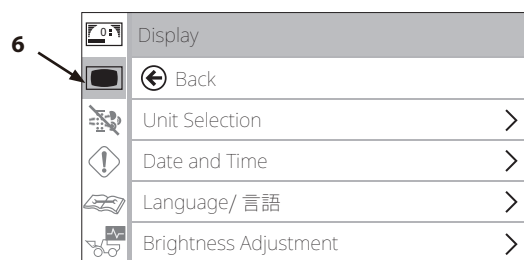 6
Display
Back
Unit Selection
Date and Time
Language/ 言語
Brightness Adjustment